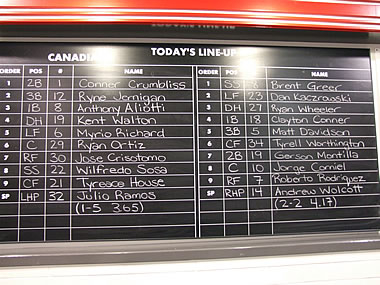 TODAY'S LINE-UP
CANADIA
ORDER POS # NAME
1 2B 1 Conner Crumbliss
2 3B 12 Ryne Jernigan
3 1B 8 Anthony Aliotti
4 DH 19 Kent Walton
5 LF 6 Myrio Richard
6 C 29 Ryan Ortiz
7 RF 30 Jose Crisotomo
8 SS 22 Wilfredo Sosa
9 CF 21 Tyreace House
SP LHP 32 Julio Ramos
(1-5 3.65)
ORDER POS # NAME
1 SS Brent Greer
2 LF 23 Dan Kaczrowski
3 DH 27 Ryan Wheeler
4 1B 18 Clayton Conner
5 3B 5 Matt Davidson
6 CF 34 Tyrell Worthington
7 2B 19 Gerson Montilla
8 C 10 Jorge Corniel
9 RF 7 Roberto Rodriguez
SP RHP 14 Andrew Wolcott
(2-2 4.17)